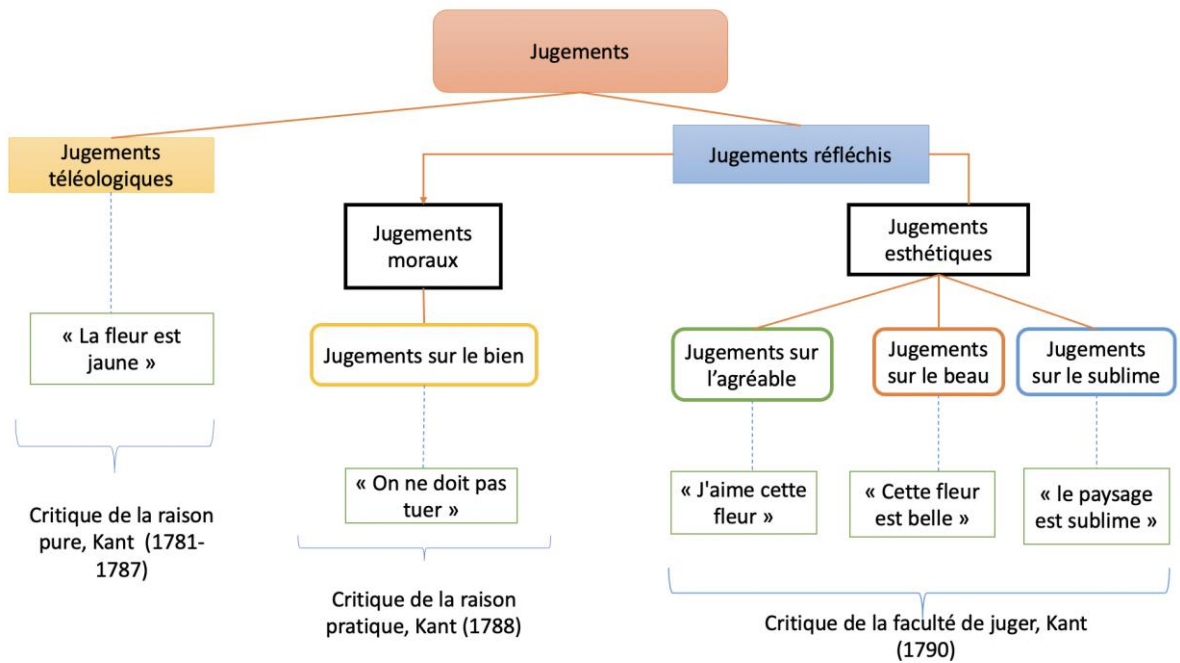 Jugements
Jugements
téléologiques
Jugements réfléchis
Jugements
moraux
Jugements
esthétiques
« La fleur est
jaune »
Jugements sur le bien
Jugements sur
l’agréable
Jugements
sur le beau
Jugements
sur le sublime
« On ne doit pas
tuer »
« J'aime cette
fleur »
« Cette fleur
est belle »
« le paysage
est sublime »
Critique de la raison
pure, Kant (1781-
1787)
Critique de la raison
pratique, Kant (1788)
Critique de la faculté de juger, Kant
(1790)